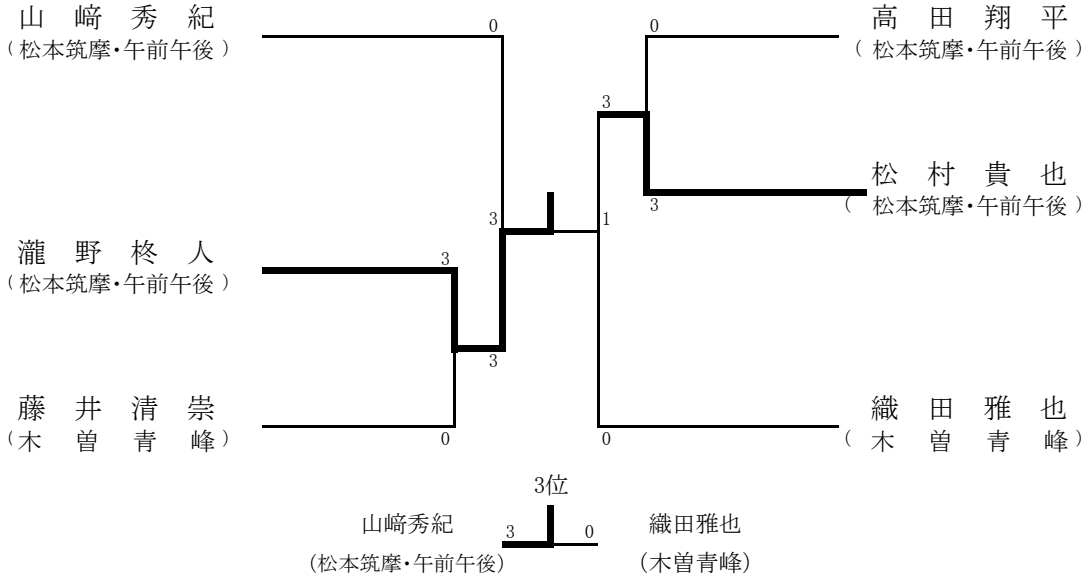 山﨑秀紀
(松本筑摩・午前午後)
0
0
高田翔平
(松本筑摩・午前午後)
3
松村貴也
(松本筑摩・午前午後)
3
3
1
瀧野柊人
(松本筑摩・午前午後)
3
3
藤井清崇
(木曽青峰)
0
0
織田雅也
(木曽青峰)
3位
山﨑秀紀
(松本筑摩・午前午後)
3
0
織田雅也
(木曽青峰)